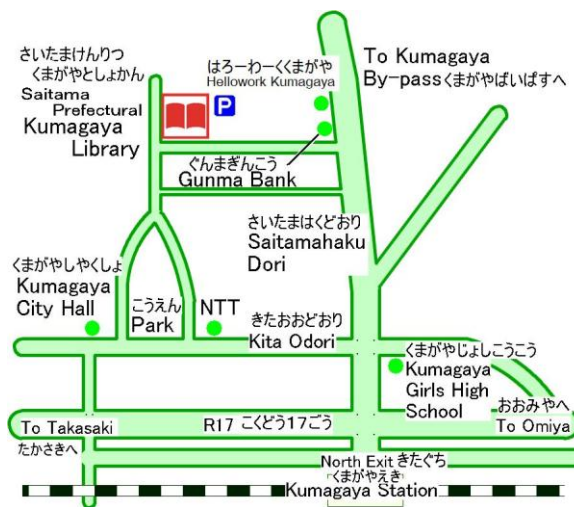 さいたまけんりつ
くまがやとしょかん
Saitama
Prefectural
Kumagaya
Library
P
はろーわーくくまがや
Hellowork Kumagaya
To Kumagaya
By-pass くまがやばいぱすへ
ぐんまぎんこう
Gunma Bank
さいたまはくどおり
Saitamahaku
Dori
くまがやしやくしょ
Kumagaya
City Hall
こうえん
Park
NTT
きたおおどおり
Kita Odori
くまがやじょしこうこう
Kumagaya
Girls High
School
おおみやへ
To Omiya
To Takasaki
たかさきへ
R17 こくどう17ごう
North Exit きたぐち
くまがやえき
Kumagaya Station